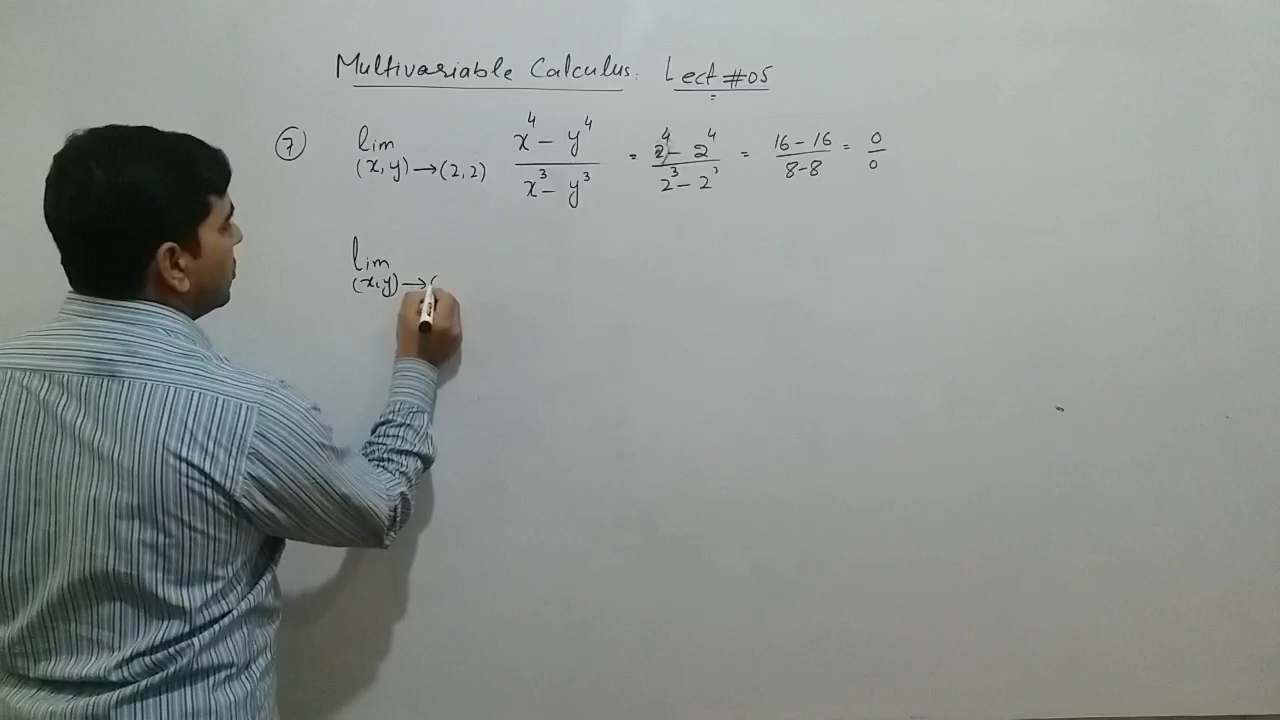 Multivariable Calculus. Lect #05
⑦ lim (x, y) → (2, 2) x⁴ - y⁴ / x³ - y³ = 2⁴ - 2⁴ / 2³ - 2³ = 16 - 16 / 8 - 8 = 0 / 0
lim (x, y) → (